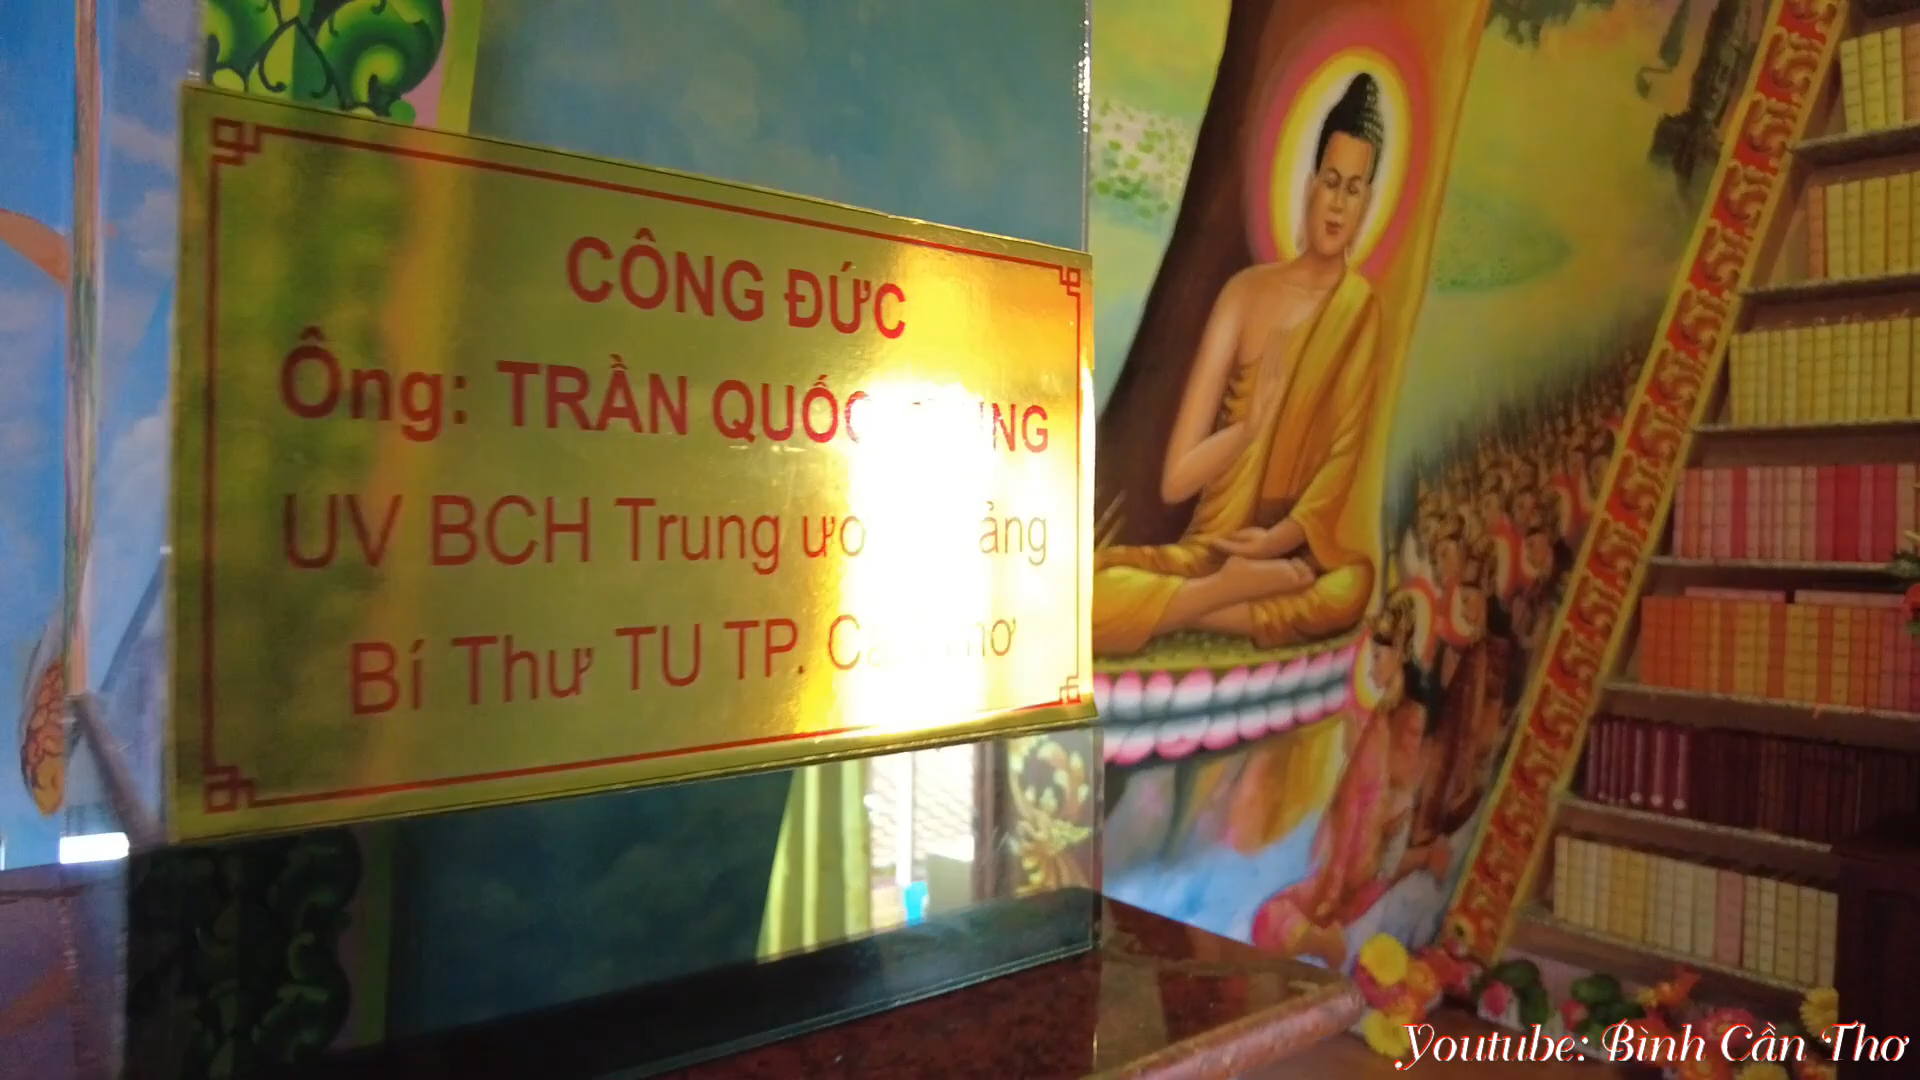 CÔNG ĐỨC
Ông: TRẦN QUỐC
UV BCH Trung
Bí Thư TU TP.
Youtube: Bình Cần Thơ